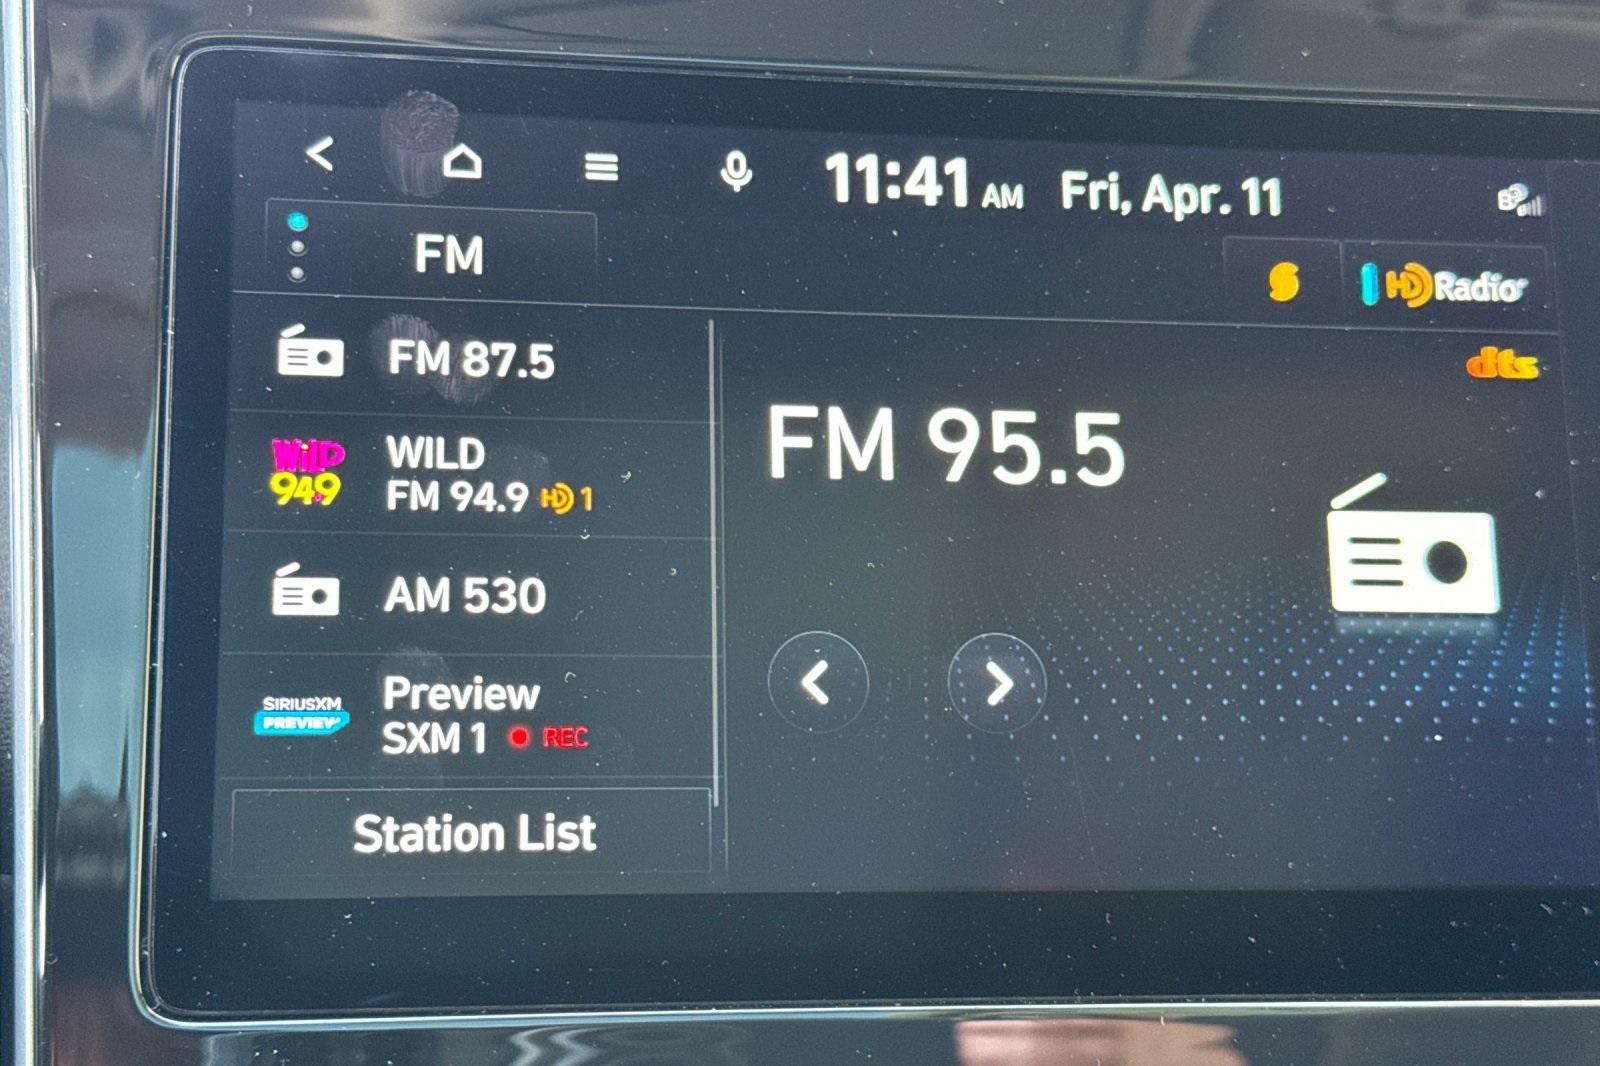 11:41 AM Fri, Apr. 11
FM
HD Radio
FM 87.5
dts
WiLD
94.9
WILD
FM 94.9 HD 1
FM 95.5
AM 530
SIRIUSXM
PREVIEW
Preview
SXM 1 REC
Station List